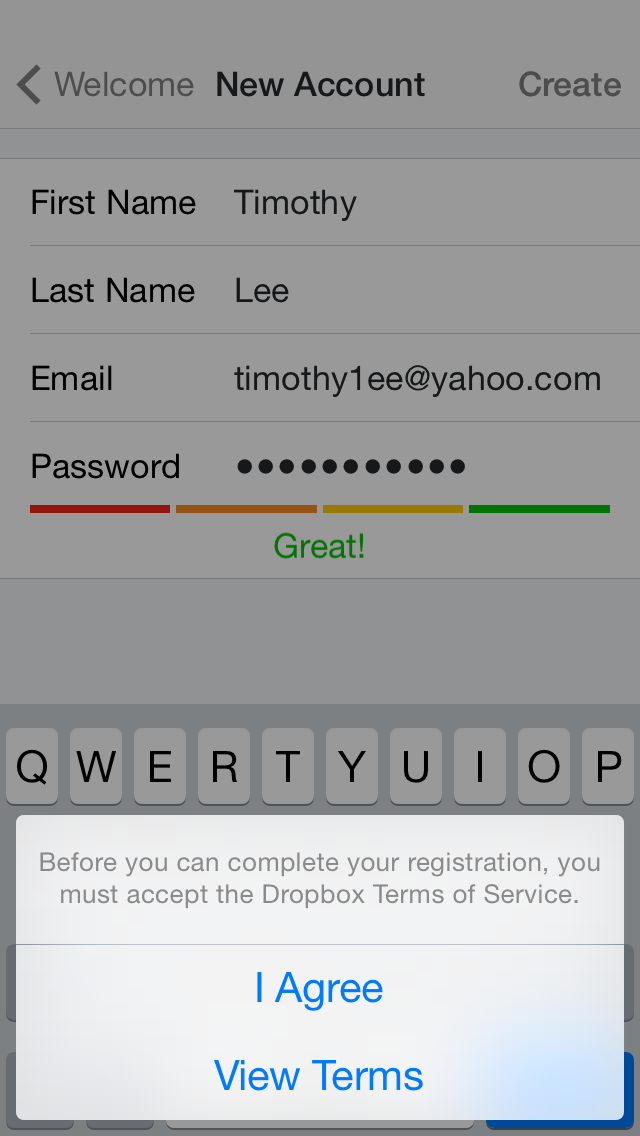 Welcome New Account Create
First Name Timothy
Last Name Lee
Email timothy1ee@yahoo.com
Password •••••••••••
Great!
Q W E R T Y U I O P
Before you can complete your registration, you
must accept the Dropbox Terms of Service.
I Agree
View Terms